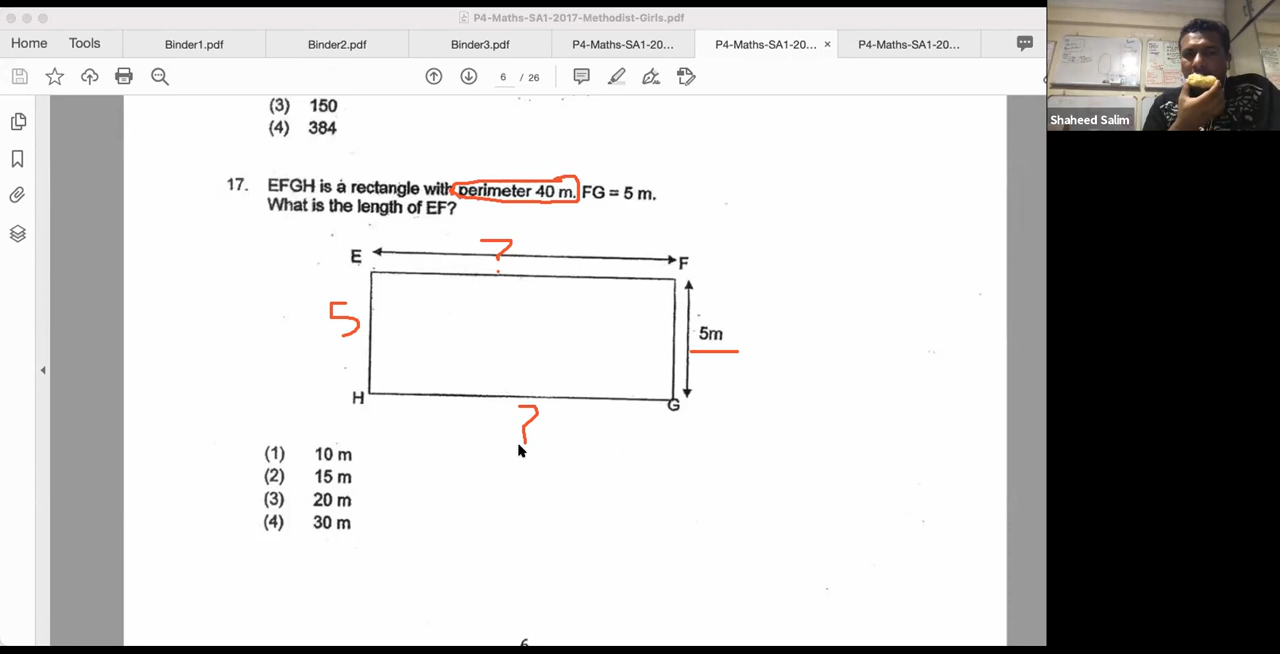 P4-Maths-SA1-2017-Methodist-Girls.pdf
Home Tools Binder1.pdf Binder2.pdf Binder3.pdf P4-Maths-SA1-20... P4-Maths-SA1-20... × P4-Maths-SA1-20...
6 / 26
Shaheed Salim
(3) 150
(4) 384
17. EFGH is a rectangle with perimeter 40 m. FG = 5 m.
What is the length of EF?
?
E F
5
5m
H G
?
(1) 10 m
(2) 15 m
(3) 20 m
(4) 30 m